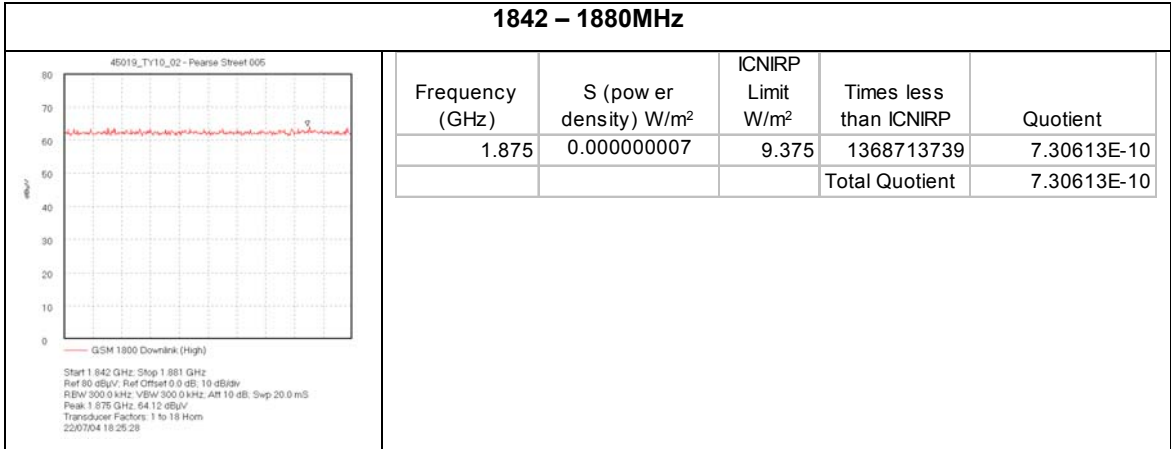 1842 – 1880MHz
45019_TY10_02 - Pearse Street 005
80
70
60
50
40
30
20
10
0
dBµV
GSM 1800 Downlink (High)
Start 1.842 GHz; Stop 1.881 GHz
Ref 80 dBµV; Ref Offset 0.0 dB; 10 dB/div
RBW 300.0 kHz; VBW 300.0 kHz; Att 10 dB; Swp 20.0 mS
Peak 1.875 GHz, 64.12 dBµV
Transducer Factors: 1 to 18 Horn
22/07/04 18:25:28
Frequency (GHz) S (pow er density) W/m² ICNIRP Limit W/m² Times less than ICNIRP Quotient
1.875 0.000000007 9.375 1368713739 7.30613E-10
Total Quotient 7.30613E-10